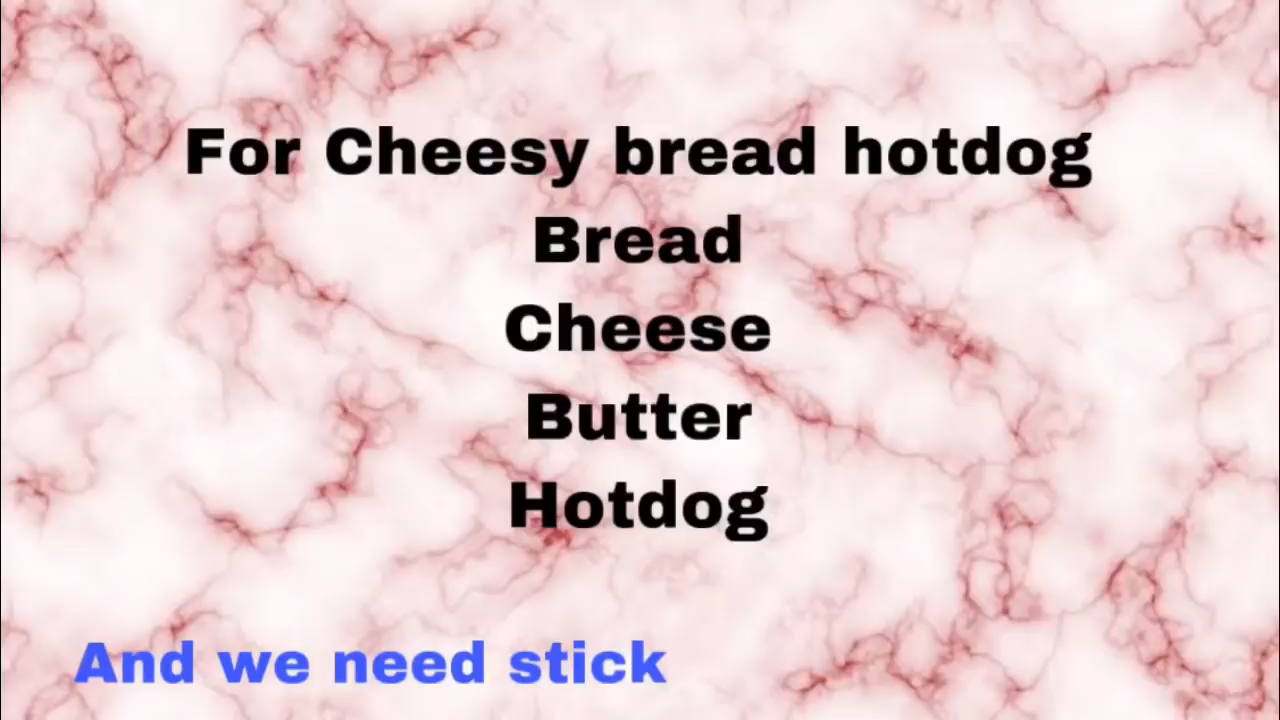 For Cheesy bread hotdog
Bread
Cheese
Butter
Hotdog
And we need stick